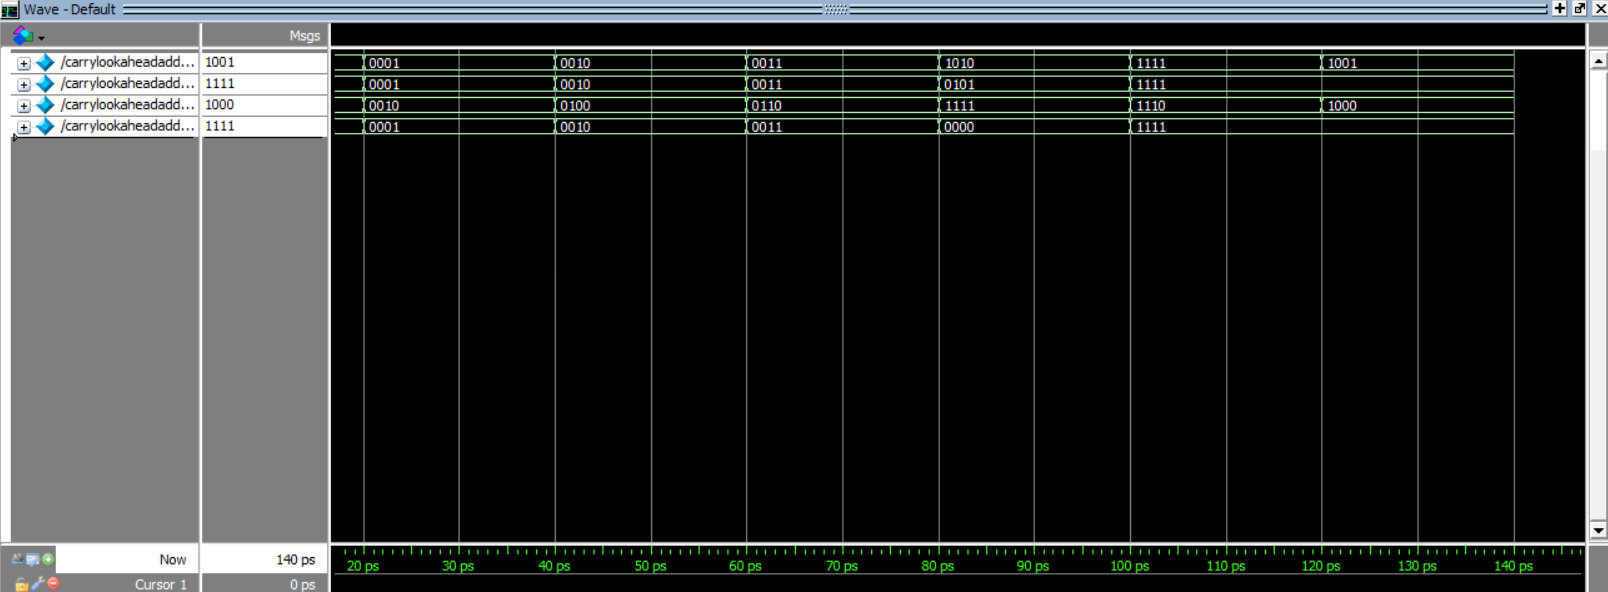 Wave - Default
Msgs
/carrylookaheadadd... 1001 0001 0010 0011 1010 1111 1001
/carrylookaheadadd... 1111 0001 0010 0011 0101 1111
/carrylookaheadadd... 1000 0010 0100 0110 1111 1110 1000
/carrylookaheadadd... 1111 0001 0010 0011 0000 1111
Now 140 ps 20 ps 30 ps 40 ps 50 ps 60 ps 70 ps 80 ps 90 ps 100 ps 110 ps 120 ps 130 ps 140 ps
Cursor 1 0 ps